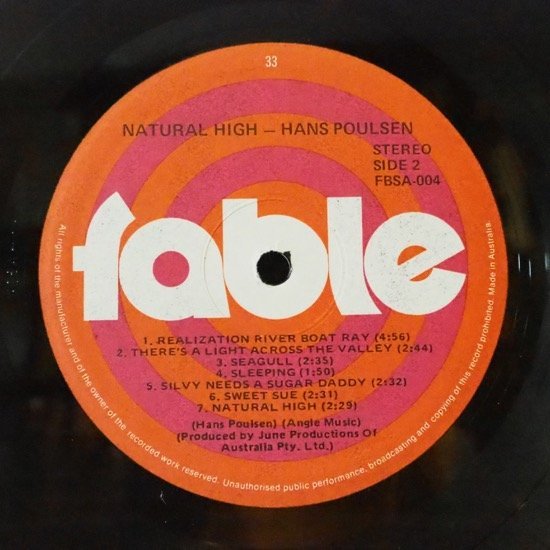 33
NATURAL HIGH — HANS POULSEN
STEREO
SIDE 2
FBSA-004
fable
1. REALIZATION RIVER BOAT RAY (4:56)
2. THERE'S A LIGHT ACROSS THE VALLEY (2:44)
3. SEAGULL (2:35)
4. SLEEPING (1:50)
5. SILVY NEEDS A SUGAR DADDY (2:32)
6. SWEET SUE (2:31)
7. NATURAL HIGH (2:29)
(Hans Poulsen) (Angle Music)
(Produced by June Productions Of
Australia Pty. Ltd.)
All rights of the manufacturer and of the owner of the recorded work reserved. Unauthorised public performance, broadcasting and copying of this record prohibited. Made in Australia.